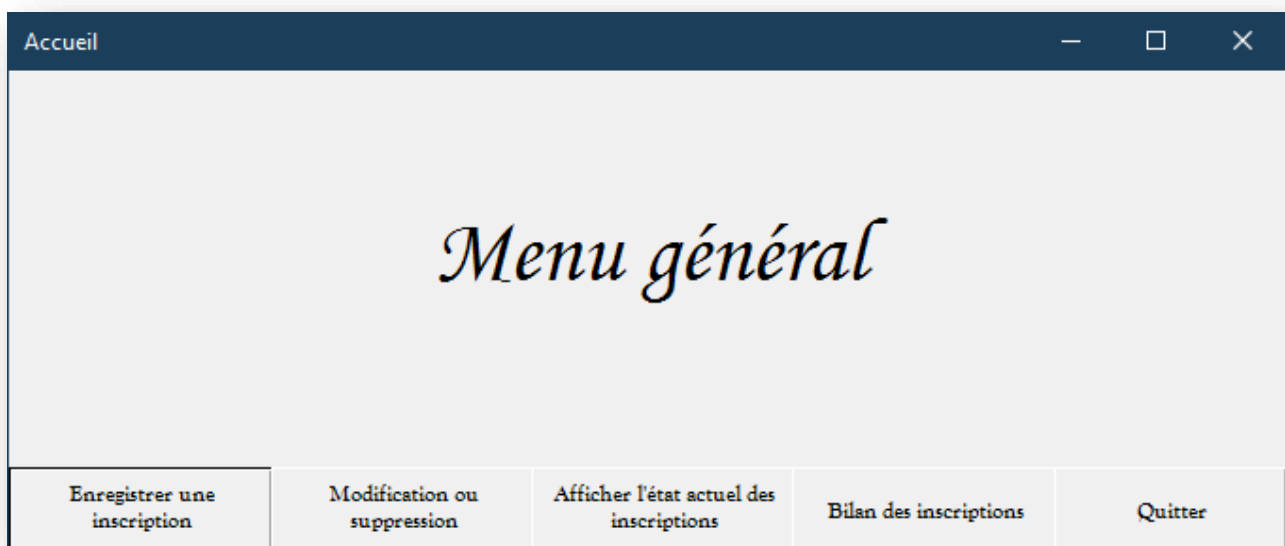 Accueil
Menu général
Enregistrer une
inscription
Modification ou
suppression
Afficher l'état actuel des
inscriptions
Bilan des inscriptions
Quitter